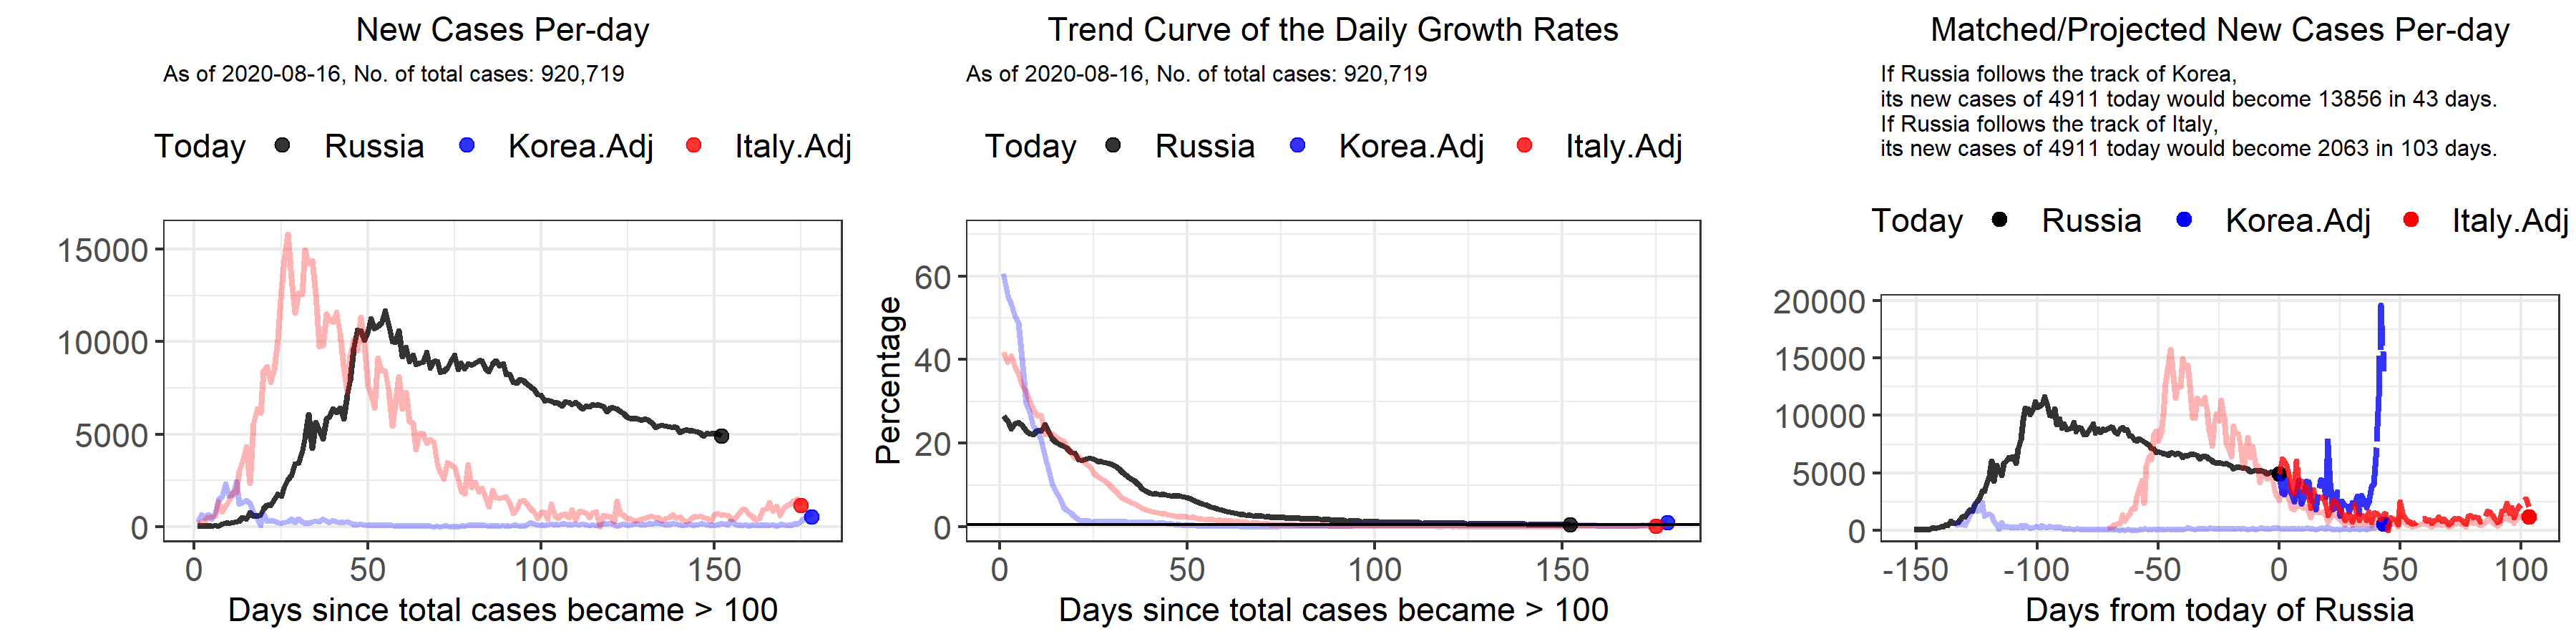 New Cases Per-day
As of 2020-08-16, No. of total cases: 920,719
Today Russia Korea.Adj Italy.Adj
15000
10000
5000
0
0 50 100 150
Days since total cases became > 100
Trend Curve of the Daily Growth Rates
As of 2020-08-16, No. of total cases: 920,719
Today Russia Korea.Adj Italy.Adj
Percentage
60
40
20
0
0 50 100 150
Days since total cases became > 100
Matched/Projected New Cases Per-day
If Russia follows the track of Korea,
its new cases of 4911 today would become 13856 in 43 days.
If Russia follows the track of Italy,
its new cases of 4911 today would become 2063 in 103 days.
Today Russia Korea.Adj Italy.Adj
20000
15000
10000
5000
0
-150 -100 -50 0 50 100
Days from today of Russia